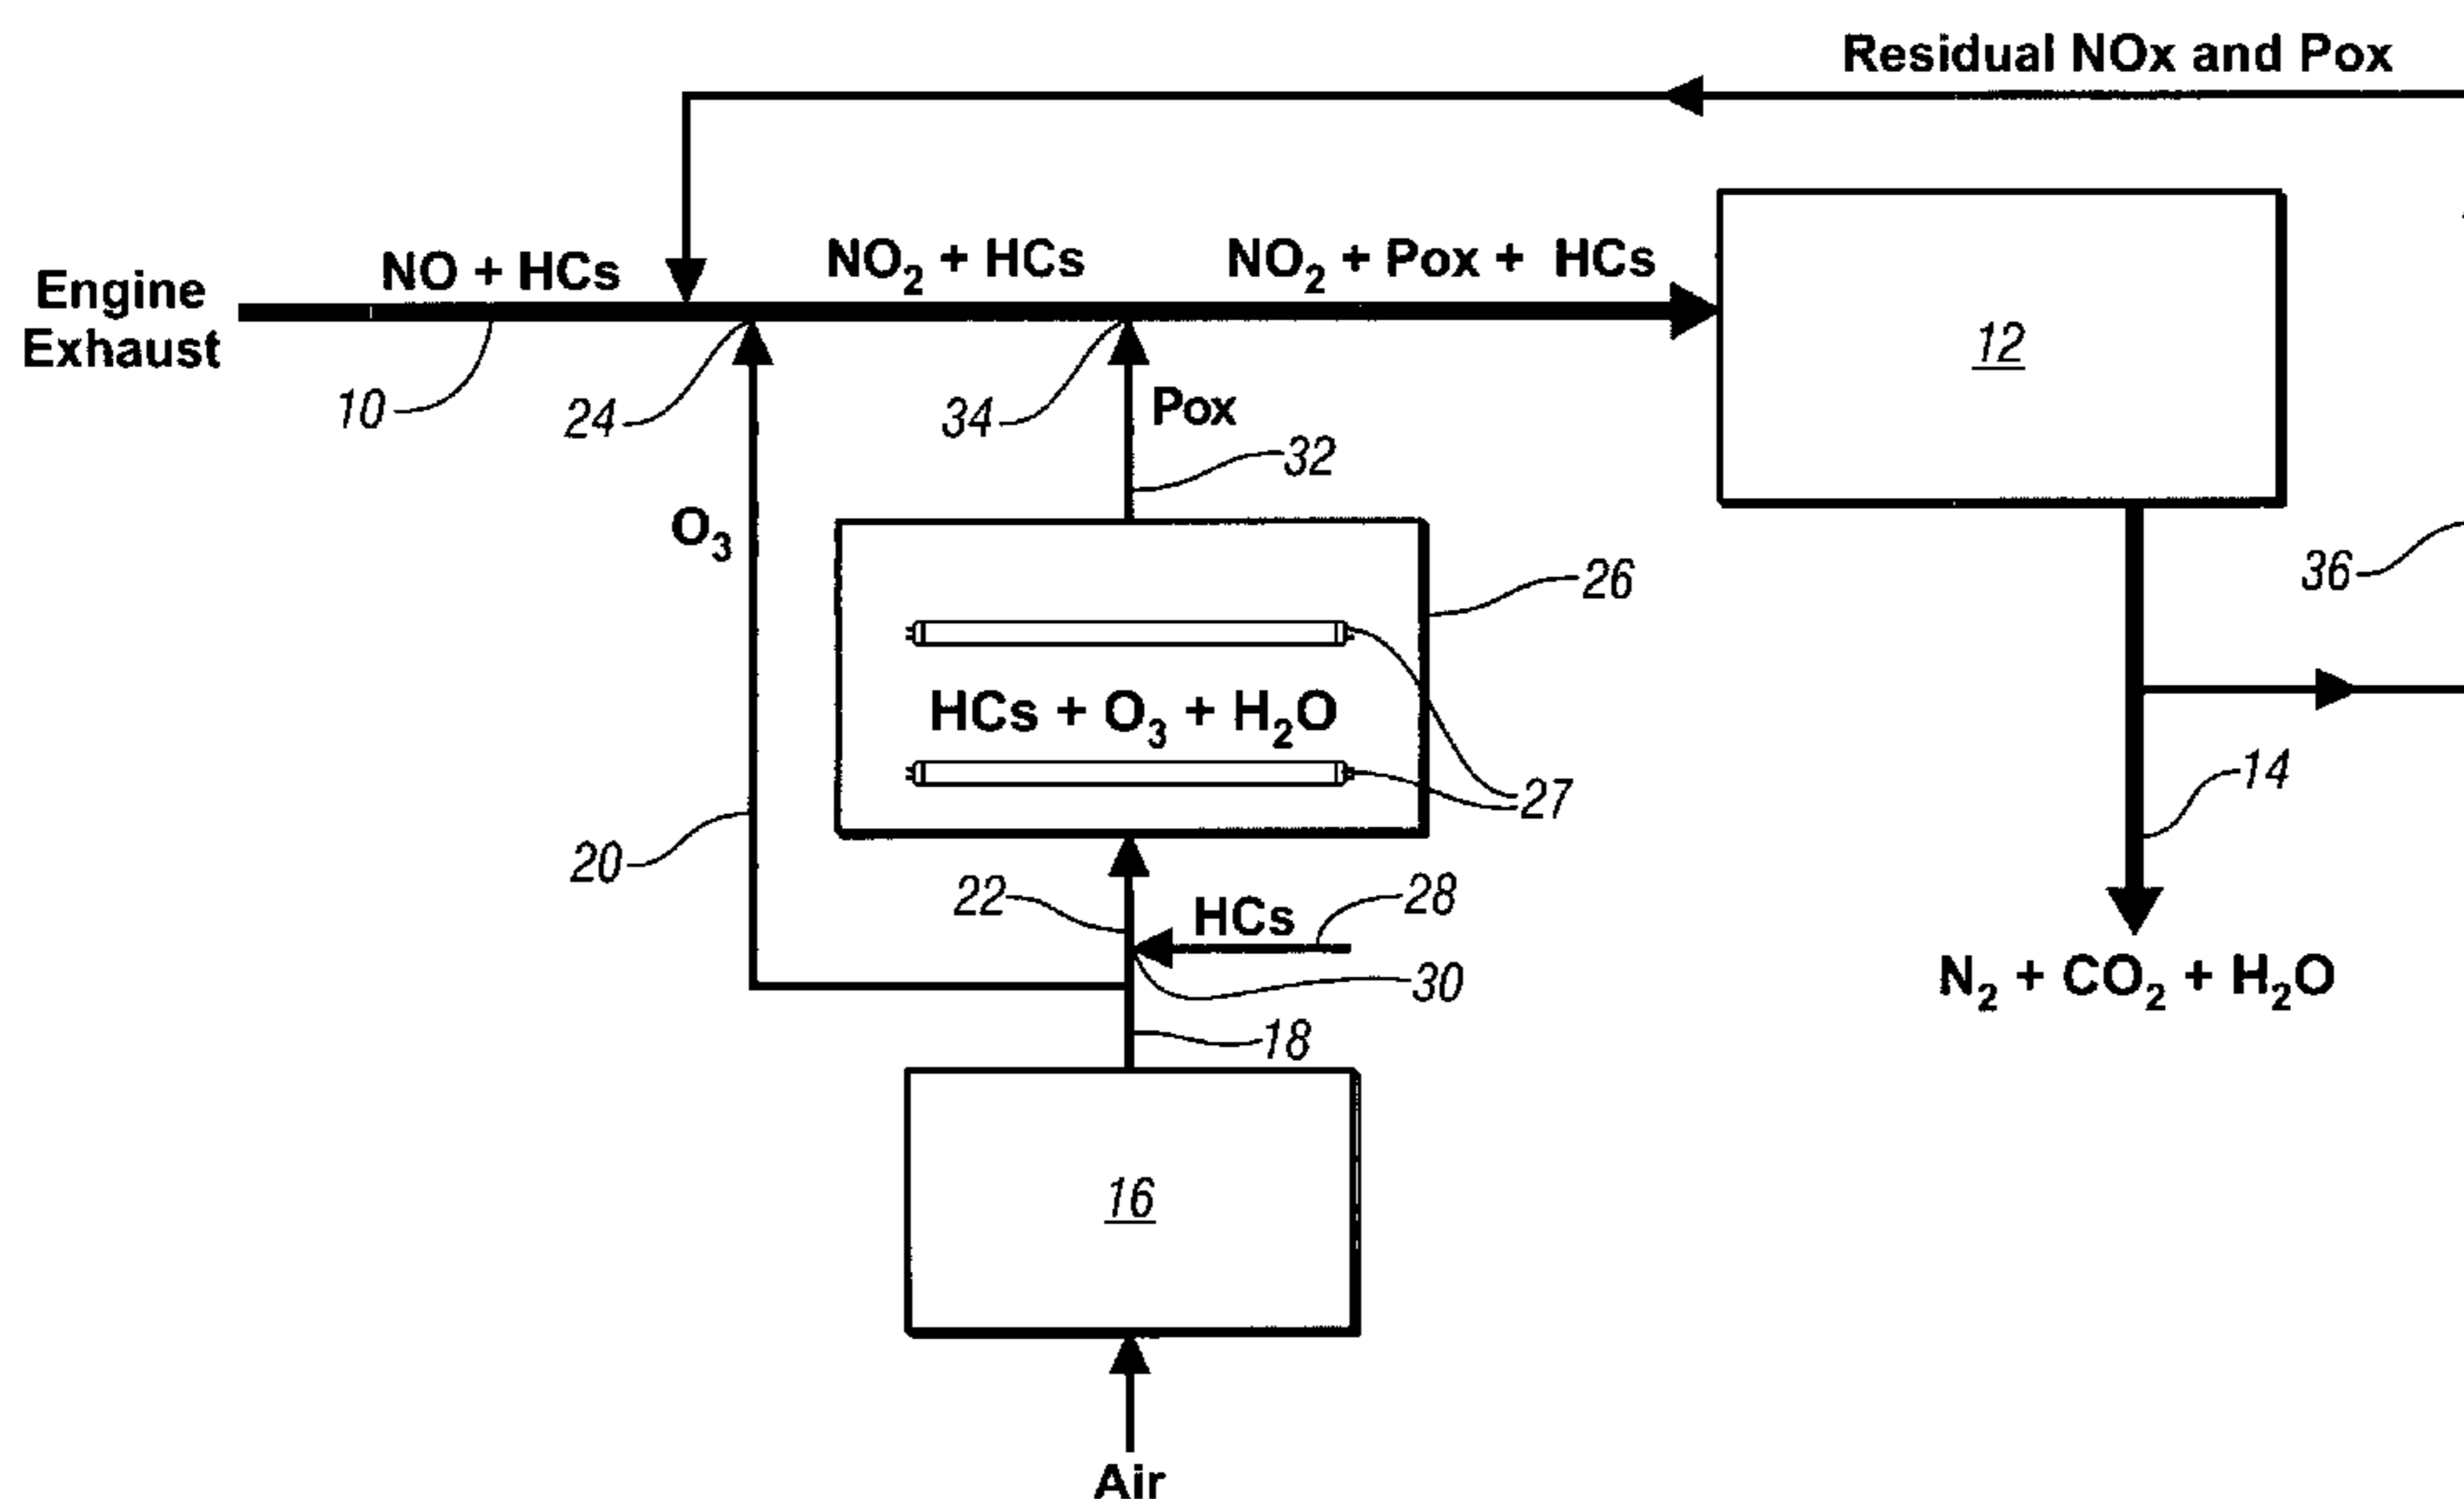 Residual NOx and Pox
Engine
Exhaust
NO + HCs
NO₂ + HCs
NO₂ + Pox + HCs
12
10
24
34
Pox
32
O₃
26
36
HCs + O₃ + H₂O
27
14
20
22
HCs
28
30
N₂ + CO₂ + H₂O
18
16
Air